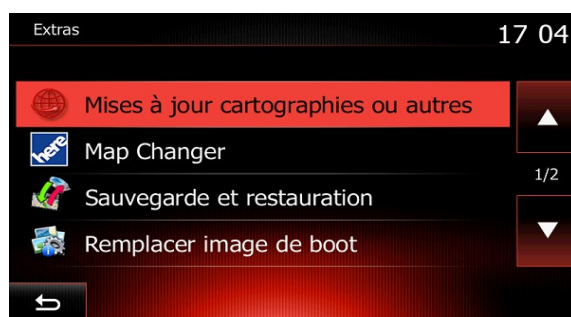 Extras
17 04
Mises à jour cartographies ou autres
here
Map Changer
1/2
Sauvegarde et restauration
Remplacer image de boot